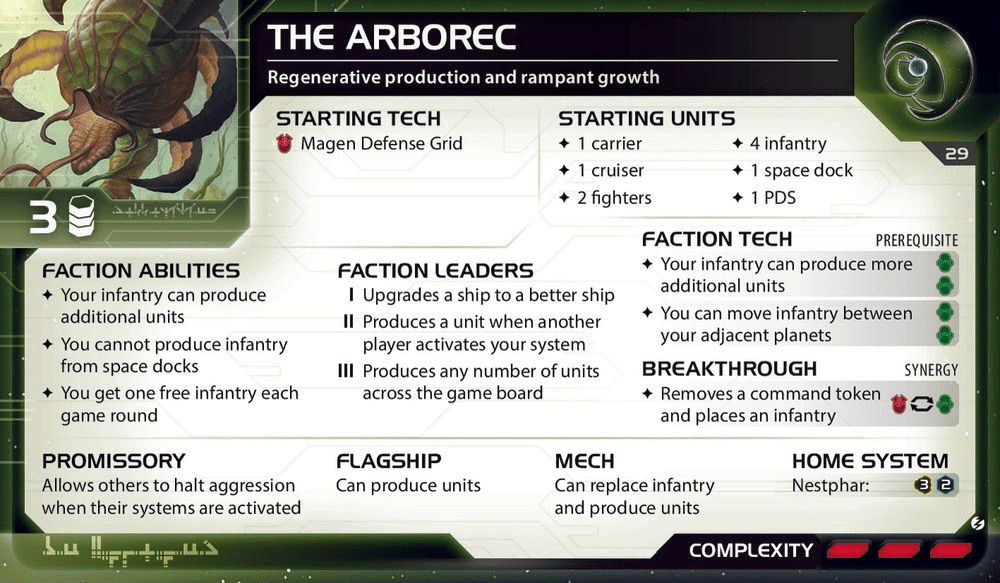 THE ARBOREC
Regenerative production and rampant growth
29
3
STARTING TECH
Magen Defense Grid
STARTING UNITS
✦ 1 carrier
✦ 1 cruiser
✦ 2 fighters
✦ 4 infantry
✦ 1 space dock
✦ 1 PDS
FACTION ABILITIES
✦ Your infantry can produce
additional units
✦ You cannot produce infantry
from space docks
✦ You get one free infantry each
game round
FACTION LEADERS
I Upgrades a ship to a better ship
II Produces a unit when another
player activates your system
III Produces any number of units
across the game board
FACTION TECH PREREQUISITE
✦ Your infantry can produce more
additional units
✦ You can move infantry between
your adjacent planets
BREAKTHROUGH SYNERGY
✦ Removes a command token
and places an infantry
PROMISSORY
Allows others to halt aggression
when their systems are activated
FLAGSHIP
Can produce units
MECH
Can replace infantry
and produce units
HOME SYSTEM
Nestphar: 3 2
COMPLEXITY